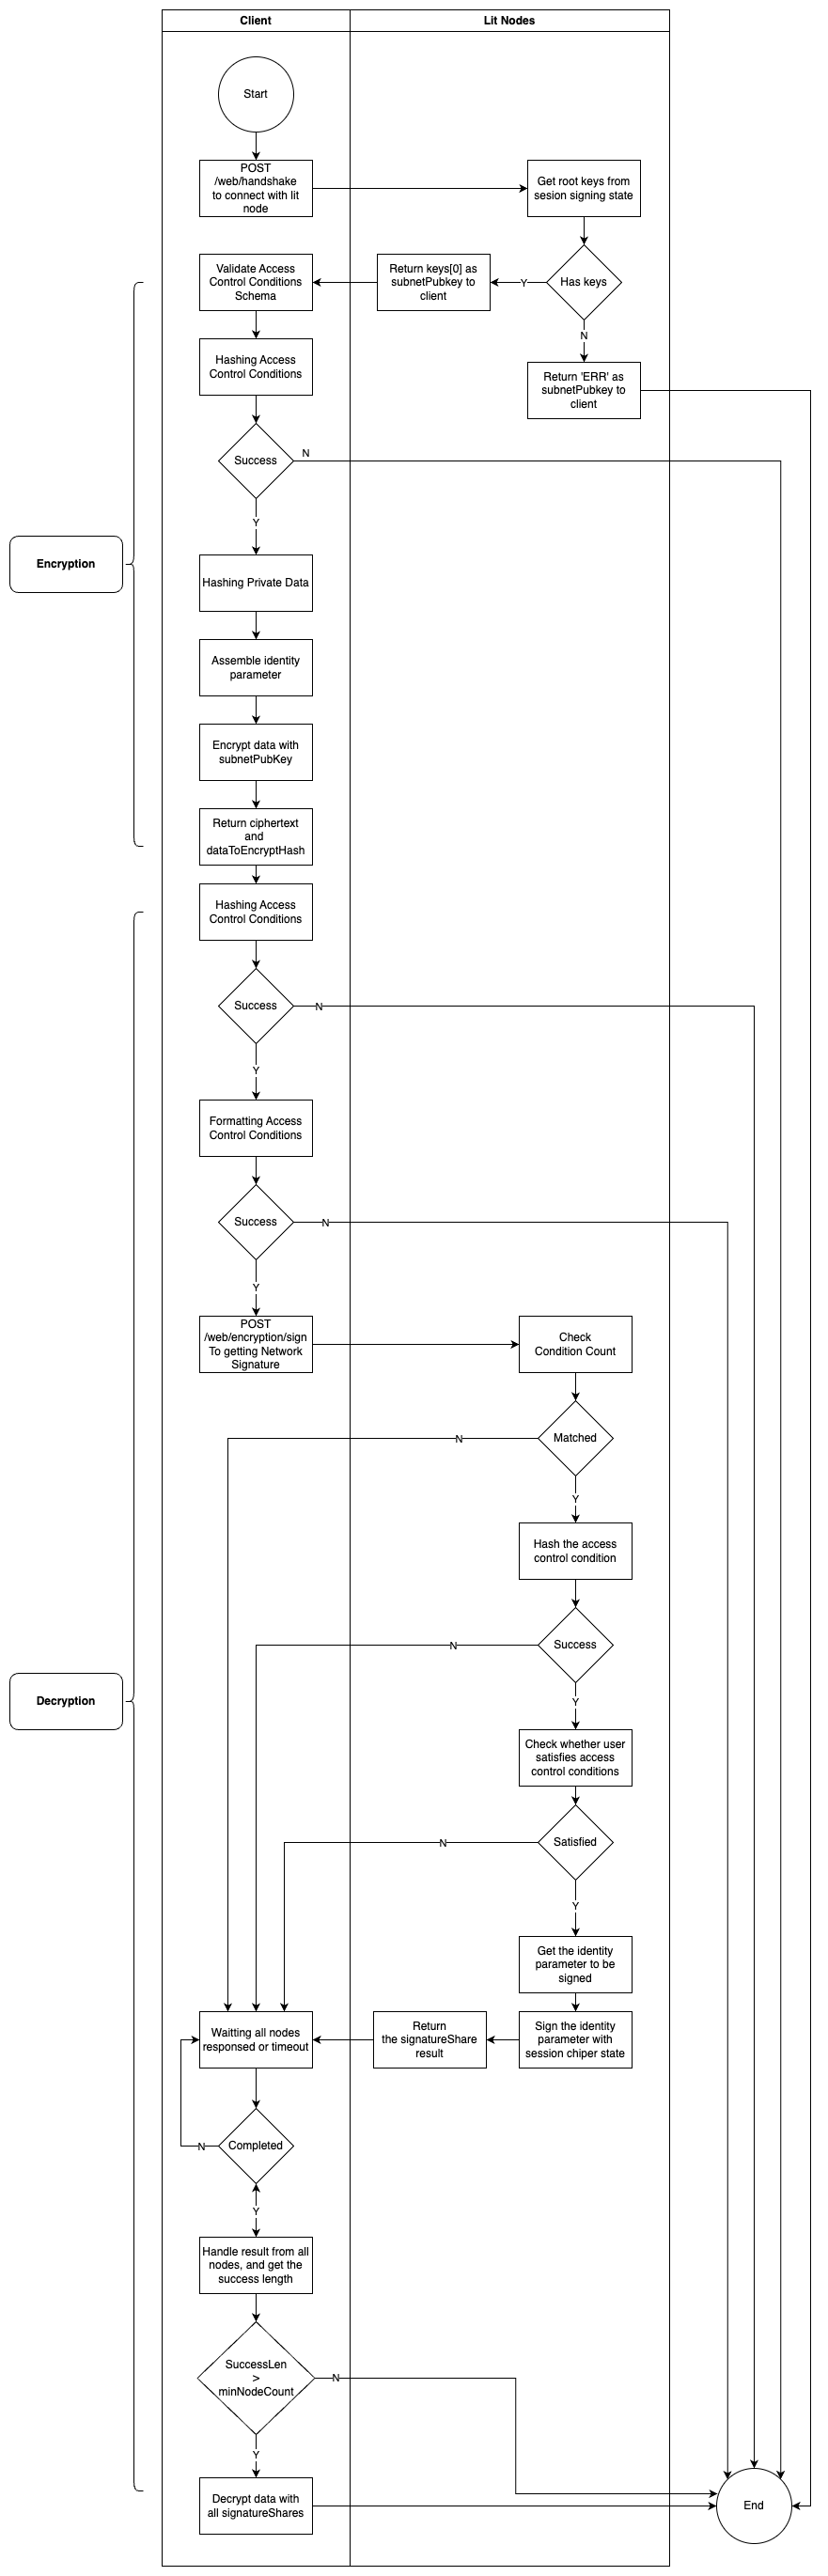 Client
Lit Nodes
Start
POST
/web/handshake
to connect with lit
node
Get root keys from
sesion signing state
Validate Access
Control Conditions
Schema
Return keys[0] as
subnetPubkey to
client
Y
Has keys
N
Hashing Access
Control Conditions
Return 'ERR' as
subnetPubkey to
client
Success
N
Y
Encryption
Hashing Private Data
Assemble identity
parameter
Encrypt data with
subnetPubKey
Return ciphertext
and
dataToEncryptHash
Hashing Access
Control Conditions
Success
N
Y
Formatting Access
Control Conditions
Success
N
Y
POST
/web/encryption/sign
To getting Network
Signature
Check
Condition Count
Matched
N
Y
Hash the access
control condition
Success
N
Y
Decryption
Check whether user
satisfies access
control conditions
Satisfied
N
Y
Get the identity
parameter to be
signed
Waitting all nodes
responsed or timeout
Return
the signatureShare
result
Sign the identity
parameter with
session chiper state
Completed
N
Y
Handle result from all
nodes, and get the
success length
SuccessLen
>
minNodeCount
N
Y
Decrypt data with
all signatureShares
End